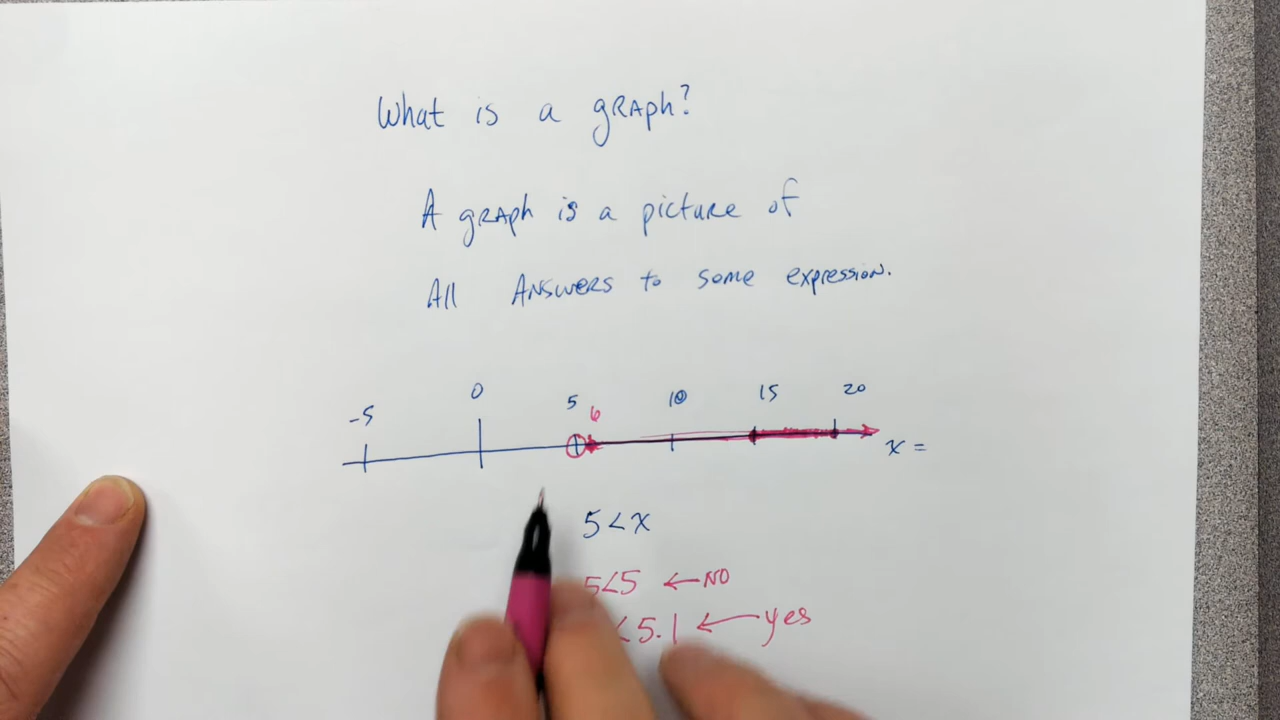 What is a graph?
A graph is a picture of
All Answers to some expression.
-5 0 5 6 10 15 20
x =
5<x
5<5 ← NO
<5.1 ← yes